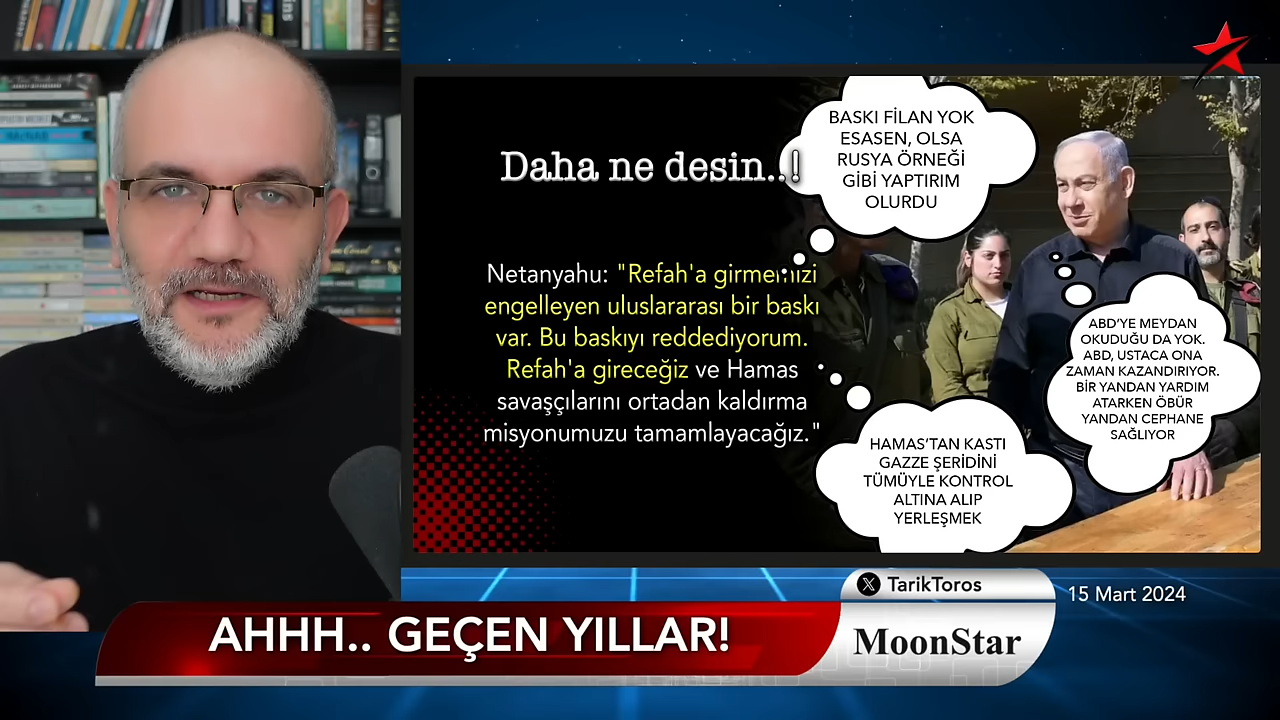 BASKI FİLAN YOK
ESASEN, OLSA
RUSYA ÖRNEĞİ
GİBİ YAPTIRIM
OLURDU
Daha ne desin..!
Netanyahu: "Refah'a girmemizi
engelleyen uluslararası bir baskı
var. Bu baskıyı reddediyorum.
Refah'a gireceğiz ve Hamas
savaşçılarını ortadan kaldırma
misyonumuzu tamamlayacağız."
ABD'YE MEYDAN
OKUDUĞU DA YOK.
ABD, USTACA ONA
ZAMAN KAZANDIRIYOR.
BİR YANDAN YARDIM
ATARKEN ÖBÜR
YANDAN CEPHANE
SAĞLIYOR
HAMAS'TAN KASTI
GAZZE ŞERİDİNİ
TÜMÜYLE KONTROL
ALTINA ALIP
YERLEŞMEK
X TarikToros
15 Mart 2024
AHHH.. GEÇEN YILLAR!
MoonStar